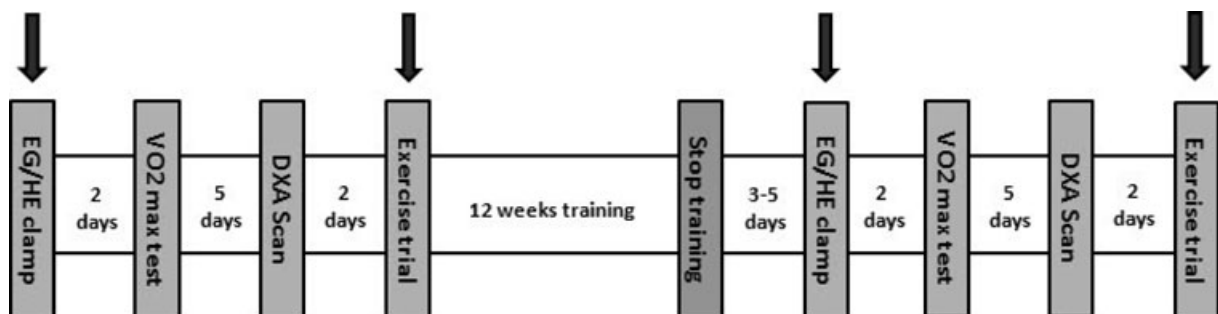 EG/HE clamp
2
days
VO2 max test
5
days
DXA Scan
2
days
Exercise trial
12 weeks training
Stop training
3-5
days
EG/HE clamp
2
days
VO2 max test
5
days
DXA Scan
2
days
Exercise trial